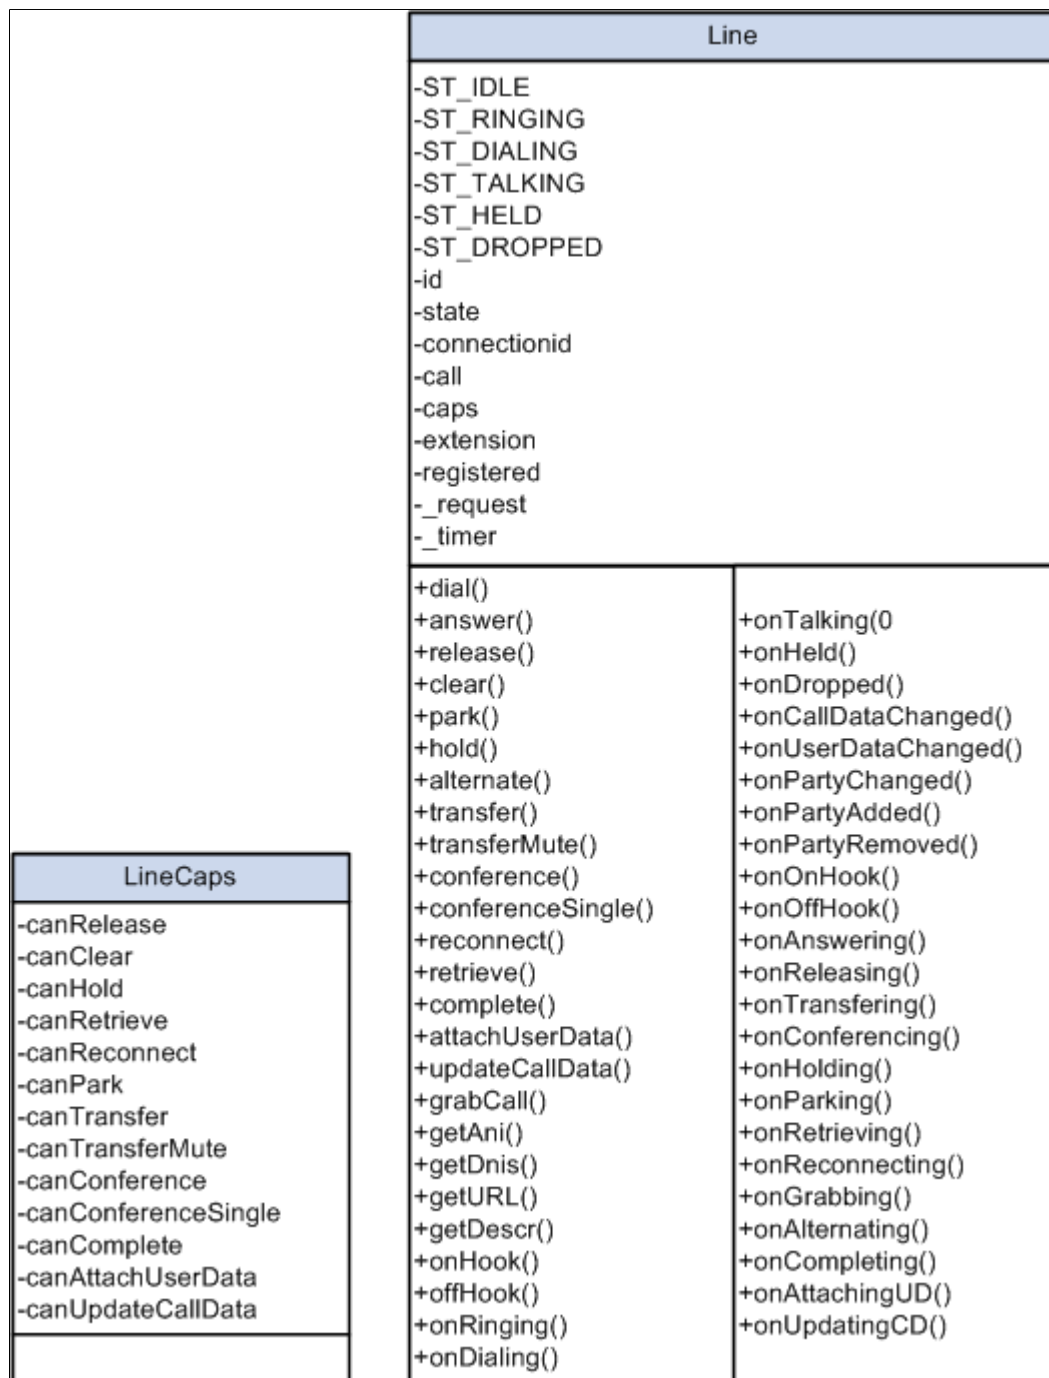 Line
-ST_IDLE
-ST_RINGING
-ST_DIALING
-ST_TALKING
-ST_HELD
-ST_DROPPED
-id
-state
-connectionid
-call
-caps
-extension
-registered
-_request
-_timer
+dial()
+answer()
+release()
+clear()
+park()
+hold()
+alternate()
+transfer()
+transferMute()
+conference()
+conferenceSingle()
+reconnect()
+retrieve()
+complete()
+attachUserData()
+updateCallData()
+grabCall()
+getAni()
+getDnis()
+getURL()
+getDescr()
+onHook()
+offHook()
+onRinging()
+onDialing()
+onTalking(0
+onHeld()
+onDropped()
+onCallDataChanged()
+onUserDataChanged()
+onPartyChanged()
+onPartyAdded()
+onPartyRemoved()
+onOnHook()
+onOffHook()
+onAnswering()
+onReleasing()
+onTransfering()
+onConferencing()
+onHolding()
+onParking()
+onRetrieving()
+onReconnecting()
+onGrabbing()
+onAlternating()
+onCompleting()
+onAttachingUD()
+onUpdatingCD()
LineCaps
-canRelease
-canClear
-canHold
-canRetrieve
-canReconnect
-canPark
-canTransfer
-canTransferMute
-canConference
-canConferenceSingle
-canComplete
-canAttachUserData
-canUpdateCallData